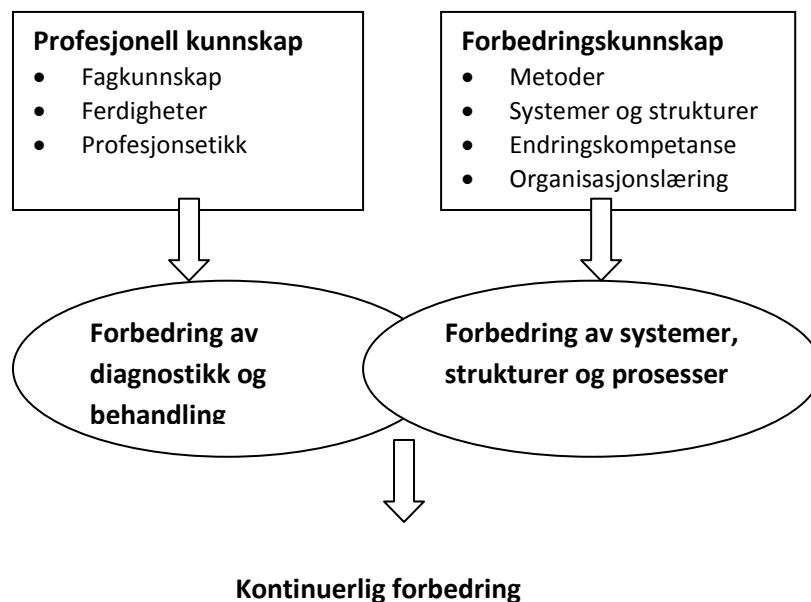 Profesjonell kunnskap
• Fagkunnskap
• Ferdigheter
• Profesjonsetikk
Forbedringskunnskap
• Metoder
• Systemer og strukturer
• Endringskompetanse
• Organisasjonslæring
Forbedring av
diagnostikk og
behandling
Forbedring av systemer,
strukturer og prosesser
Kontinuerlig forbedring